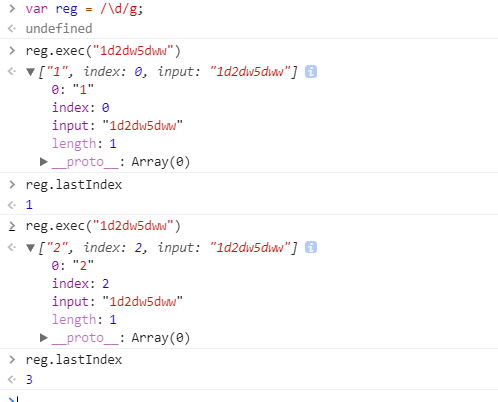 > var reg = /\d/g;
<· undefined
> reg.exec("1d2dw5dww")
<· ▼["1", index: 0, input: "1d2dw5dww"] i
0: "1"
index: 0
input: "1d2dw5dww"
length: 1
▶ __proto__: Array(0)
> reg.lastIndex
<· 1
> reg.exec("1d2dw5dww")
<· ▼["2", index: 2, input: "1d2dw5dww"] i
0: "2"
index: 2
input: "1d2dw5dww"
length: 1
▶ __proto__: Array(0)
> reg.lastIndex
<· 3
>